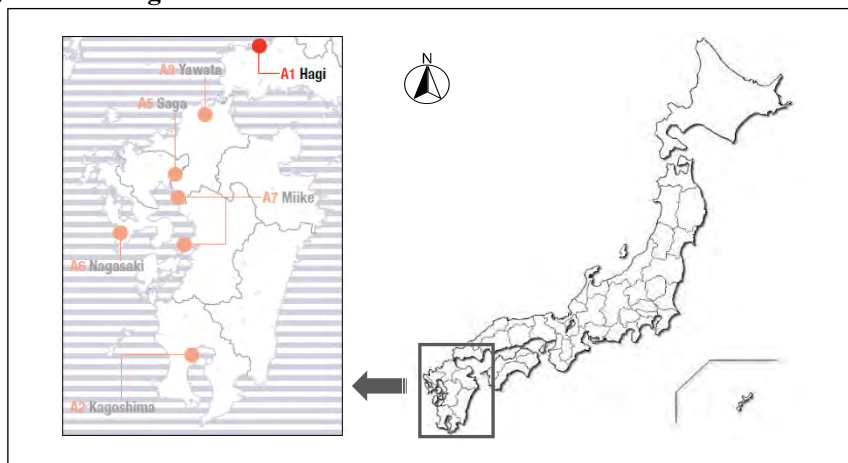 A3 Yawata
A1 Hagi
A5 Saga
A7 Miike
A6 Nagasaki
A2 Kagoshima
N